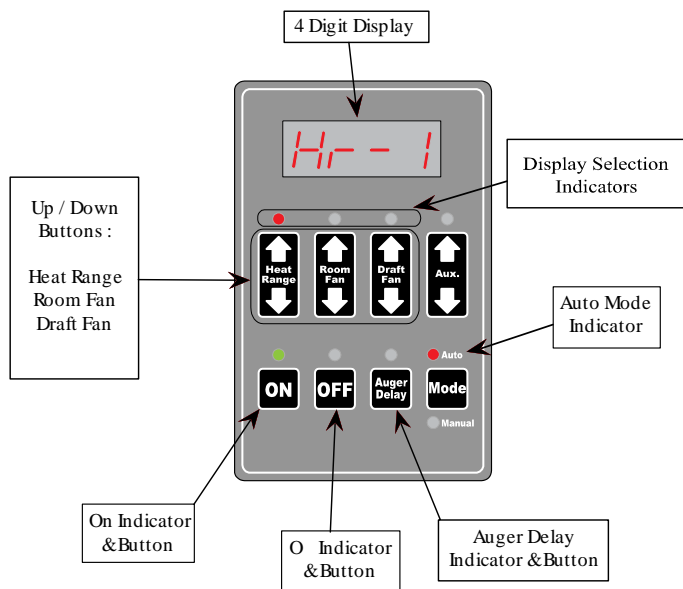 4 Digit Display
Hr--1
Display Selection
Indicators
Up / Down
Buttons :
Heat Range
Room Fan
Draft Fan
Heat
Range
Room
Fan
Draft
Fan
Aux.
Auto Mode
Indicator
Auto
ON
OFF
Auger
Delay
Mode
Manual
On Indicator
&Button
O Indicator
&Button
Auger Delay
Indicator &Button